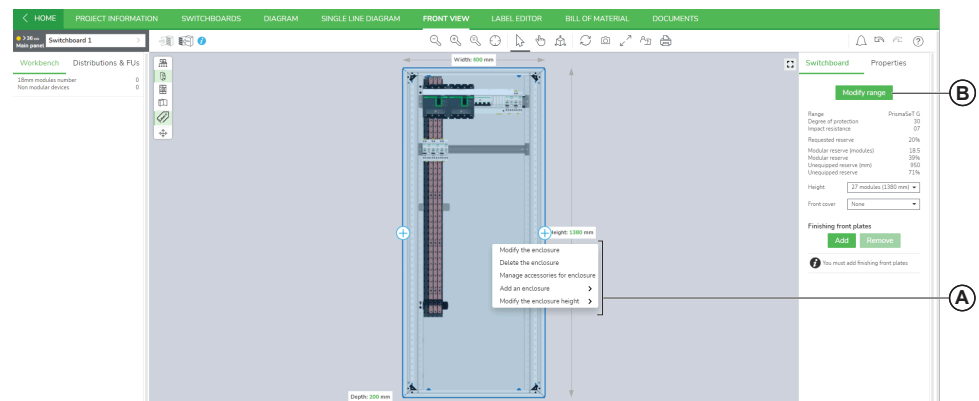 HOME PROJECT INFORMATION SWITCHBOARDS DIAGRAM SINGLE LINE DIAGRAM FRONT VIEW LABEL EDITOR BILL OF MATERIAL DOCUMENTS
Switchboard 1
Main panel
Workbench Distributions & FUs
18mm modules number 0
Non modular devices 0
Width: 600 mm
Height: 1380 mm
Depth: 200 mm
Modify the enclosure
Delete the enclosure
Manage accessories for enclosure
Add an enclosure
Modify the enclosure height
A
Switchboard Properties
Modify range
B
Range PrismaSeT G
Degree of protection 30
Impact resistance 07
Requested reserve 20%
Modular reserve (modules) 18.5
Modular reserve 39%
Unequipped reserve (mm) 950
Unequipped reserve 71%
Height 27 modules (1380 mm)
Front cover None
Finishing front plates
Add Remove
You must add finishing front plates